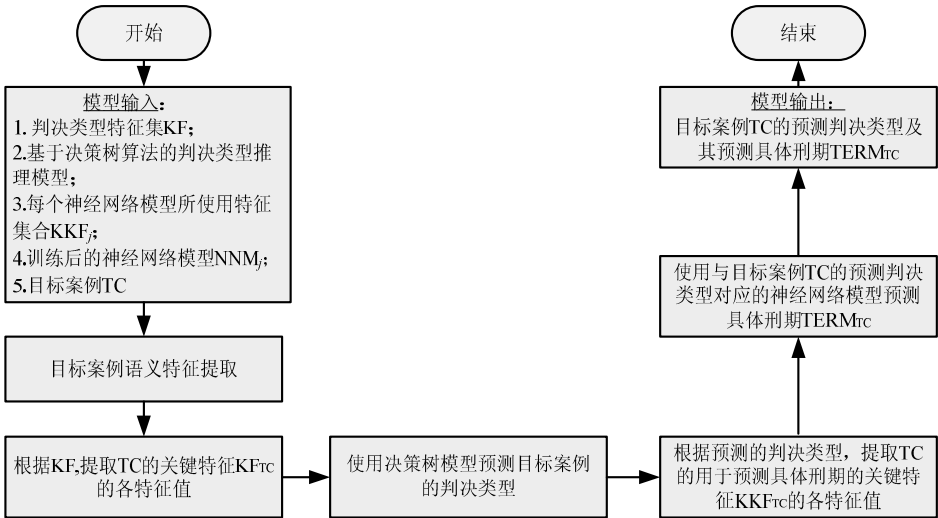 开始
模型输入：
1. 判决类型特征集KF；
2.基于决策树算法的判决类型推
理模型；
3.每个神经网络模型所使用特征
集合KKFj；
4.训练后的神经网络模型NNMj；
5.目标案例TC
目标案例语义特征提取
根据KF,提取TC的关键特征KFTC
的各特征值
使用决策树模型预测目标案例
的判决类型
根据预测的判决类型，提取TC
的用于预测具体刑期的关键特
征KKFTC的各特征值
使用与目标案例TC的预测判决
类型对应的神经网络模型预测
具体刑期TERMTC
模型输出：
目标案例TC的预测判决类型及
其预测具体刑期TERMTC
结束